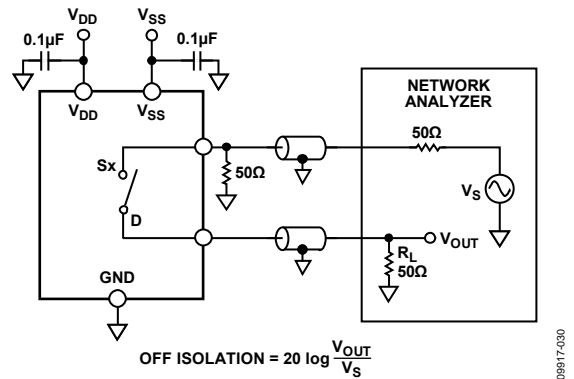 VDD
VSS
0.1µF
0.1µF
VDD
VSS
NETWORK
ANALYZER
50Ω
Sx
50Ω
VS
D
VOUT
RL
50Ω
GND
OFF ISOLATION = 20 log VOUT
VS
09917-030